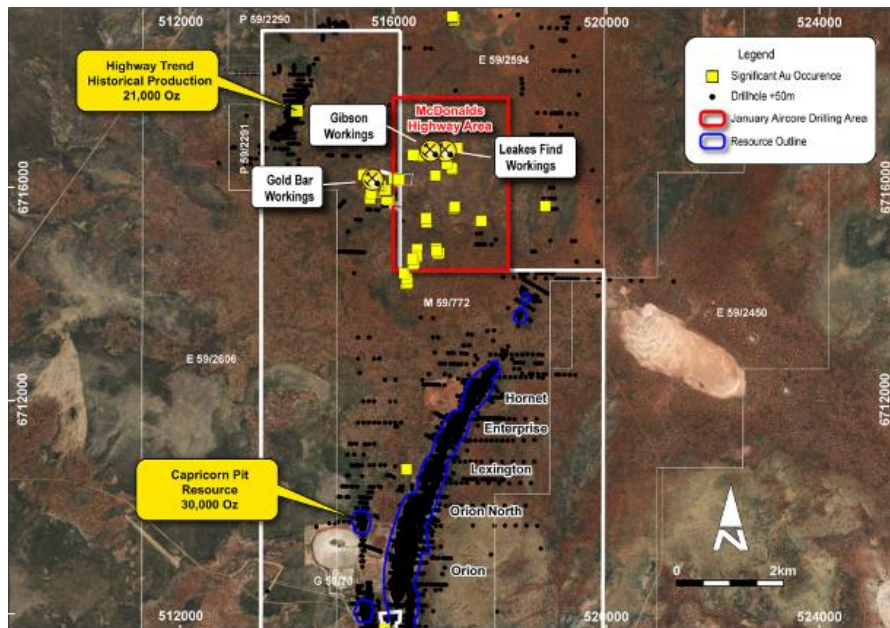 512000
516000
520000
524000
P 59/2290
E 59/2594
Highway Trend
Historical Production
21,000 Oz
P 59/2291
Gibson
Workings
McDonalds
Highway Area
Leakes Find
Workings
Gold Bar
Workings
Legend
Significant Au Occurence
Drillhole +50m
January Aircore Drilling Area
Resource Outline
6716000
6716000
M 59/772
E 59/2450
E 59/2606
6712000
6712000
Hornet
Enterprise
Lexington
Orion North
Orion
Capricorn Pit
Resource
30,000 Oz
G 59/70
N
0
2km
512000
520000
524000